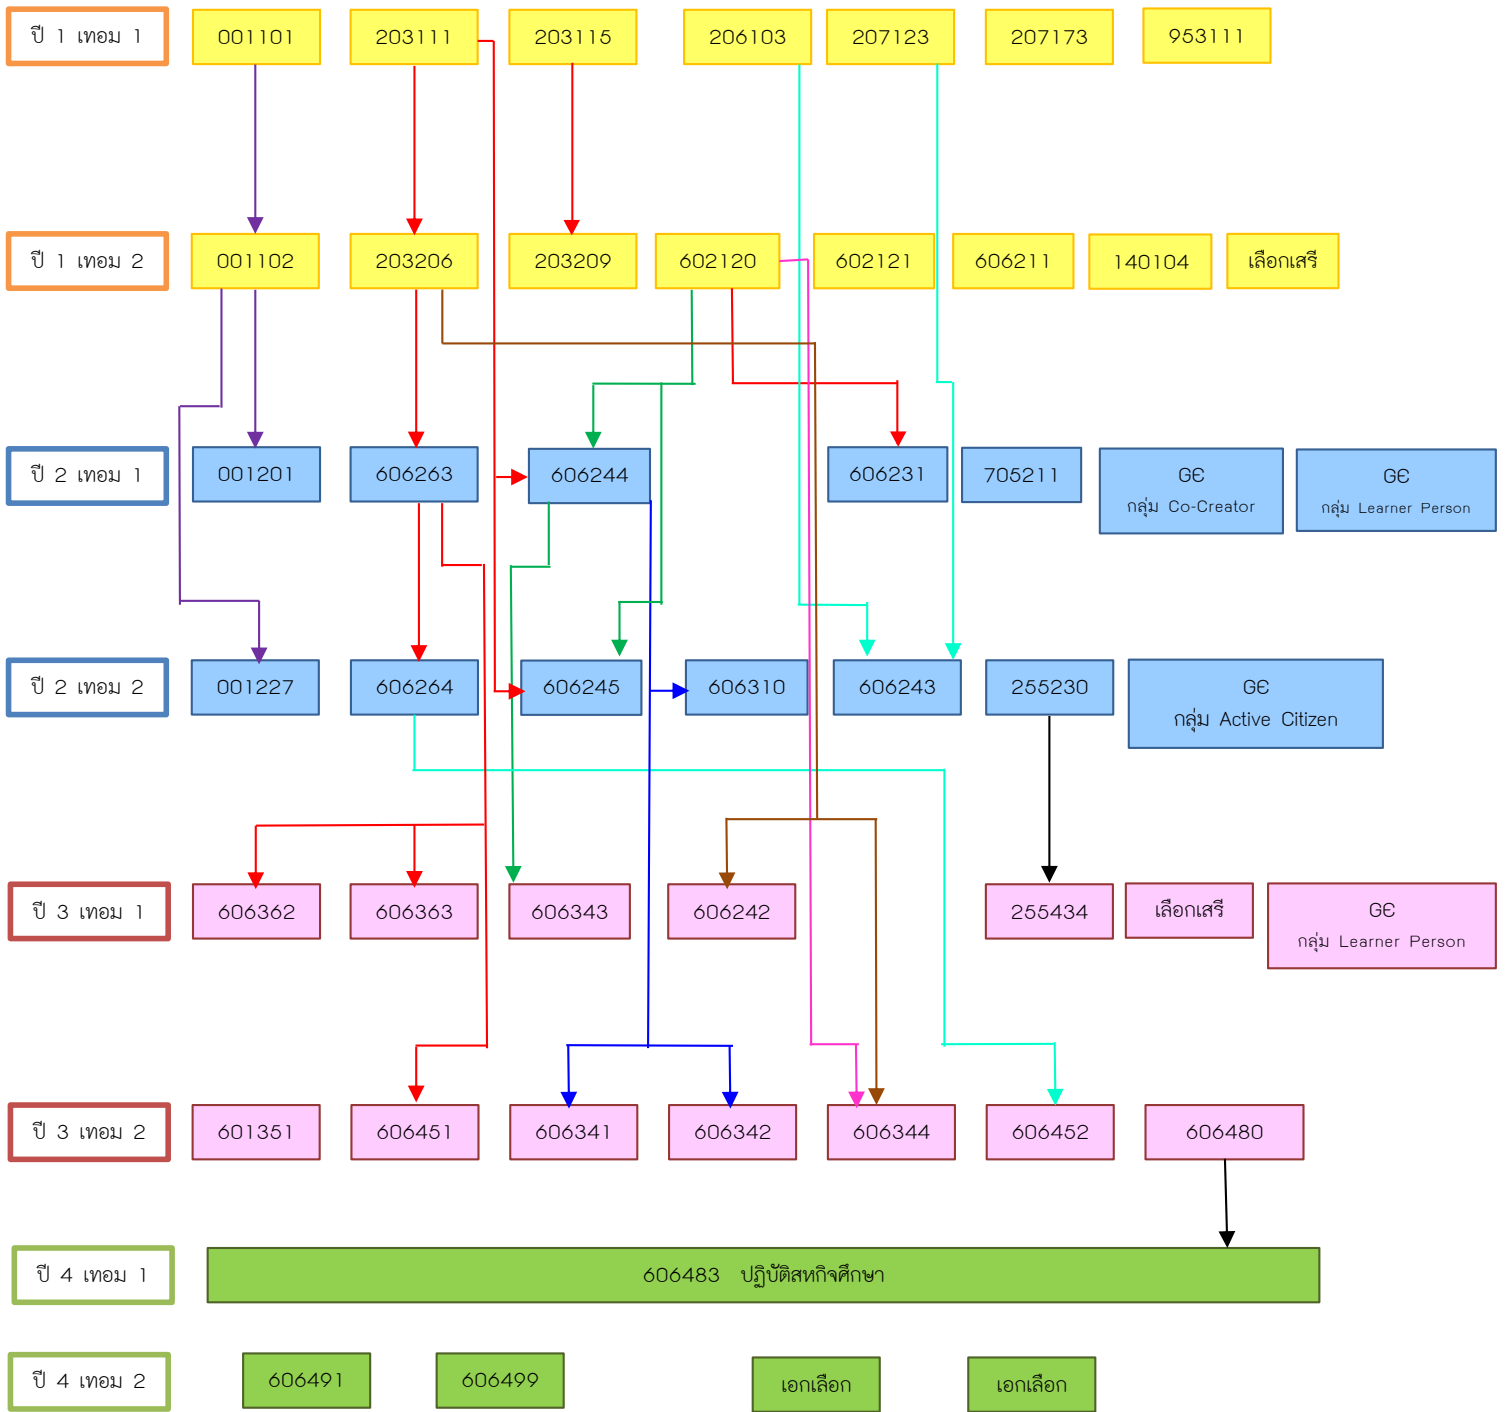 ปี 1 เทอม 1
001101
203111
203115
206103
207123
207173
953111
ปี 1 เทอม 2
001102
203206
203209
602120
602121
606211
140104
เลือกเสรี
ปี 2 เทอม 1
001201
606263
606244
606231
705211
GE
กลุ่ม Co-Creator
GE
กลุ่ม Learner Person
ปี 2 เทอม 2
001227
606264
606245
606310
606243
255230
GE
กลุ่ม Active Citizen
ปี 3 เทอม 1
606362
606363
606343
606242
255434
เลือกเสรี
GE
กลุ่ม Learner Person
ปี 3 เทอม 2
601351
606451
606341
606342
606344
606452
606480
ปี 4 เทอม 1
606483 ปฏิบัติสหกิจศึกษา
ปี 4 เทอม 2
606491
606499
เอกเลือก
เอกเลือก